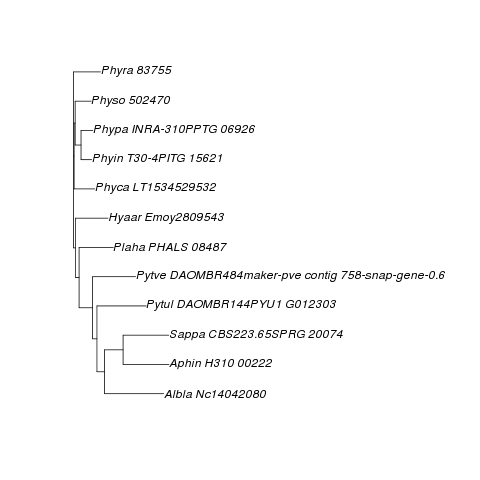 Phyra 83755
Physo 502470
Phypa INRA-310PPTG 06926
Phyin T30-4PITG 15621
Phyca LT1534529532
Hyaar Emoy2809543
Plaha PHALS 08487
Pytve DAOMBR484maker-pve contig 758-snap-gene-0.6
Pytul DAOMBR144PYU1 G012303
Sappa CBS223.65SPRG 20074
Aphin H310 00222
Albla Nc14042080